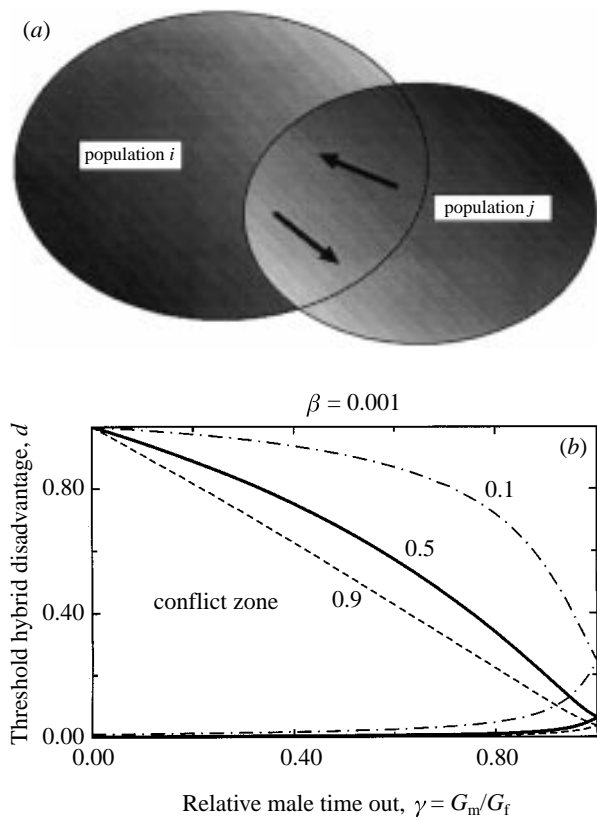 (a)
population i
population j
β = 0.001
(b)
Threshold hybrid disadvantage, d
0.80
0.40
0.00
0.1
0.5
0.9
conflict zone
0.00 0.40 0.80
Relative male time out, γ = Gm/Gf